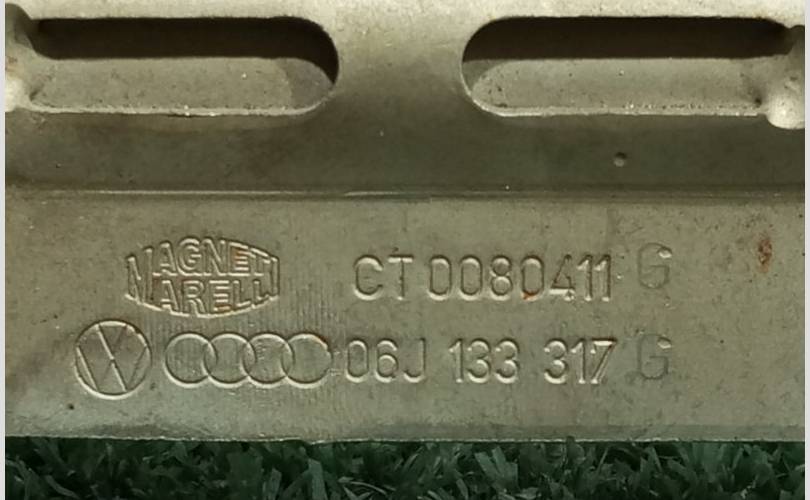 MAGNETI
MARELLI
CT 0080411 G
06J 133 317 G